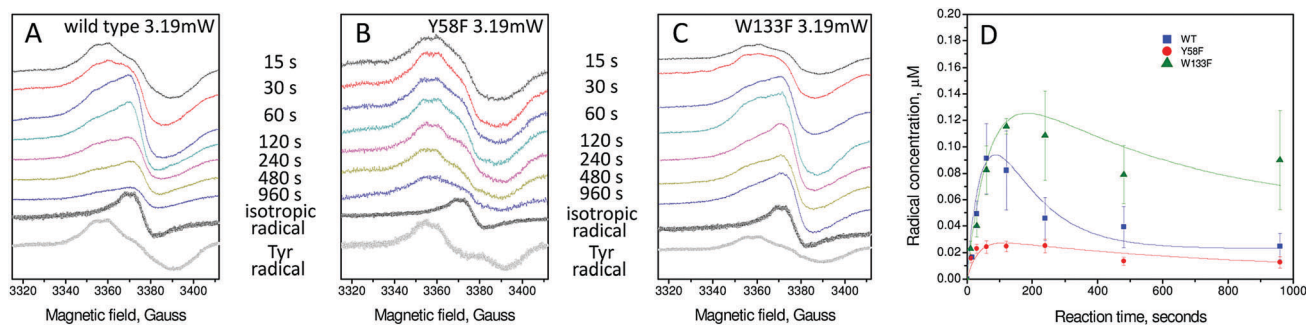 A wild type 3.19mW
3320 3340 3360 3380 3400
Magnetic field, Gauss
15 s
30 s
60 s
120 s
240 s
480 s
960 s
isotropic
radical
Tyr
radical
B Y58F 3.19mW
3320 3340 3360 3380 3400
Magnetic field, Gauss
15 s
30 s
60 s
120 s
240 s
480 s
960 s
isotropic
radical
Tyr
radical
C W133F 3.19mW
3320 3340 3360 3380 3400
Magnetic field, Gauss
D
WT
Y58F
W133F
Radical concentration, μM
0.20
0.18
0.16
0.14
0.12
0.10
0.08
0.06
0.04
0.02
0.00
0 200 400 600 800 1000
Reaction time, seconds